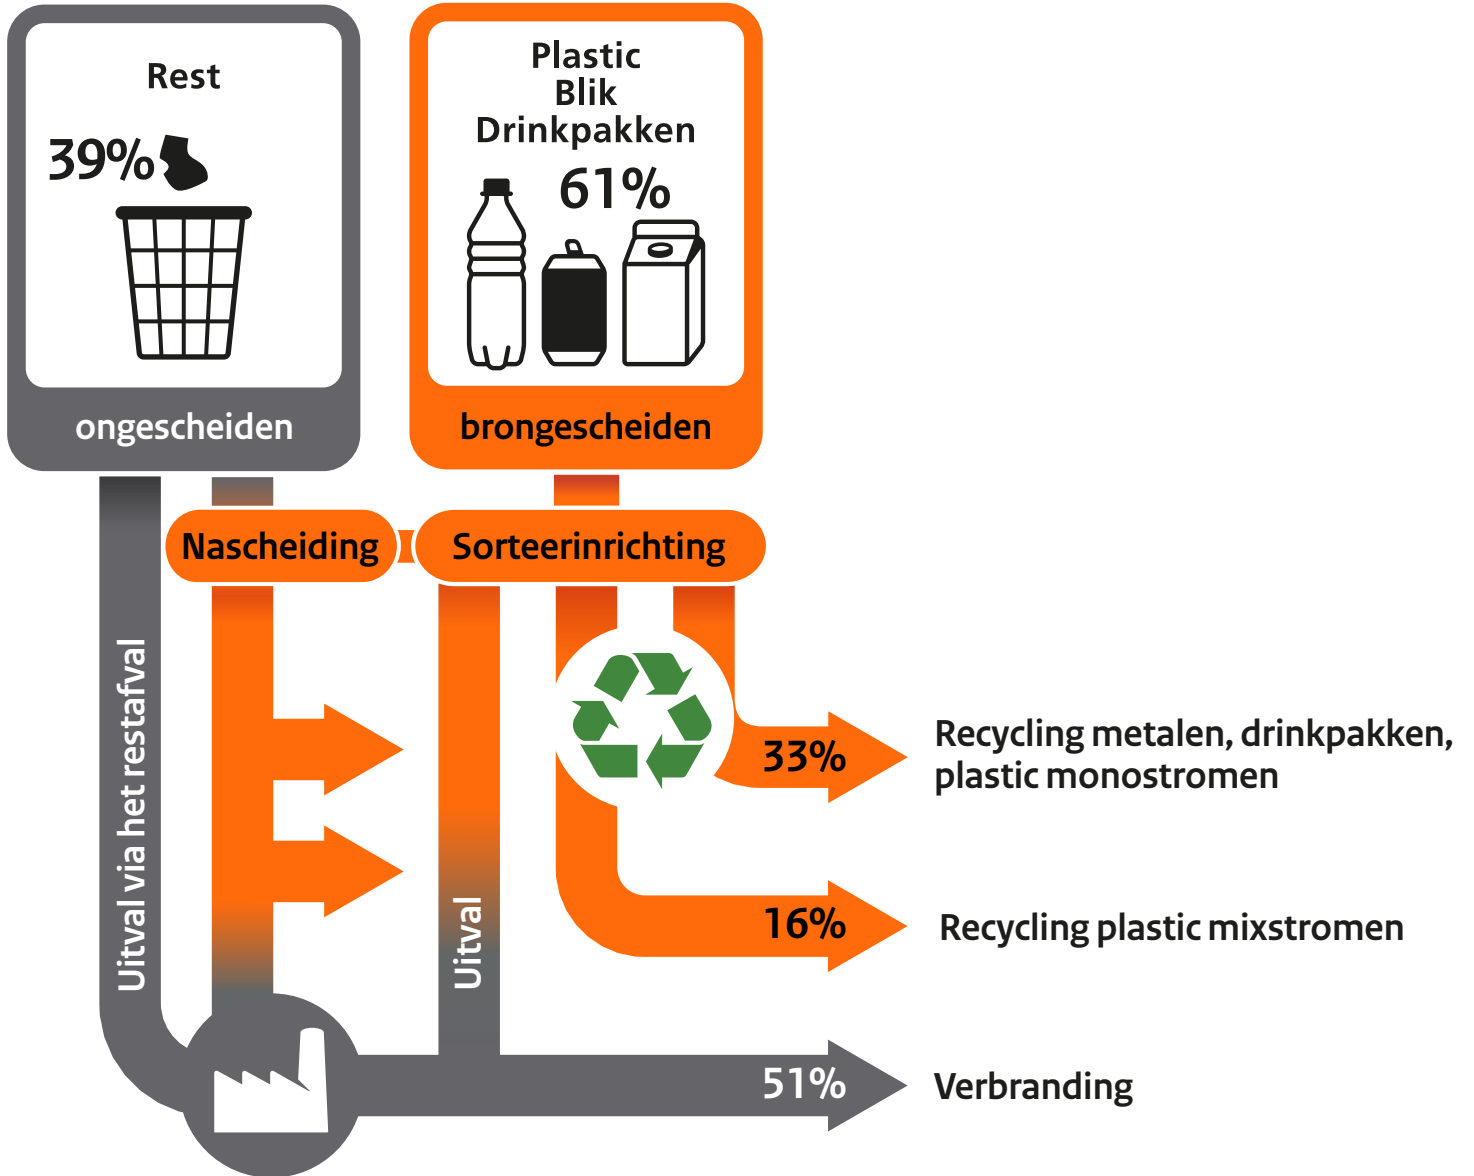 Rest
39%
ongescheiden
Plastic
Blik
Drinkpakken
61%
brongescheiden
Nascheiding
Sorteerinrichting
Uitval via het restafval
Uitval
33%
Recycling metalen, drinkpakken,
plastic monostromen
16%
Recycling plastic mixstromen
51%
Verbranding